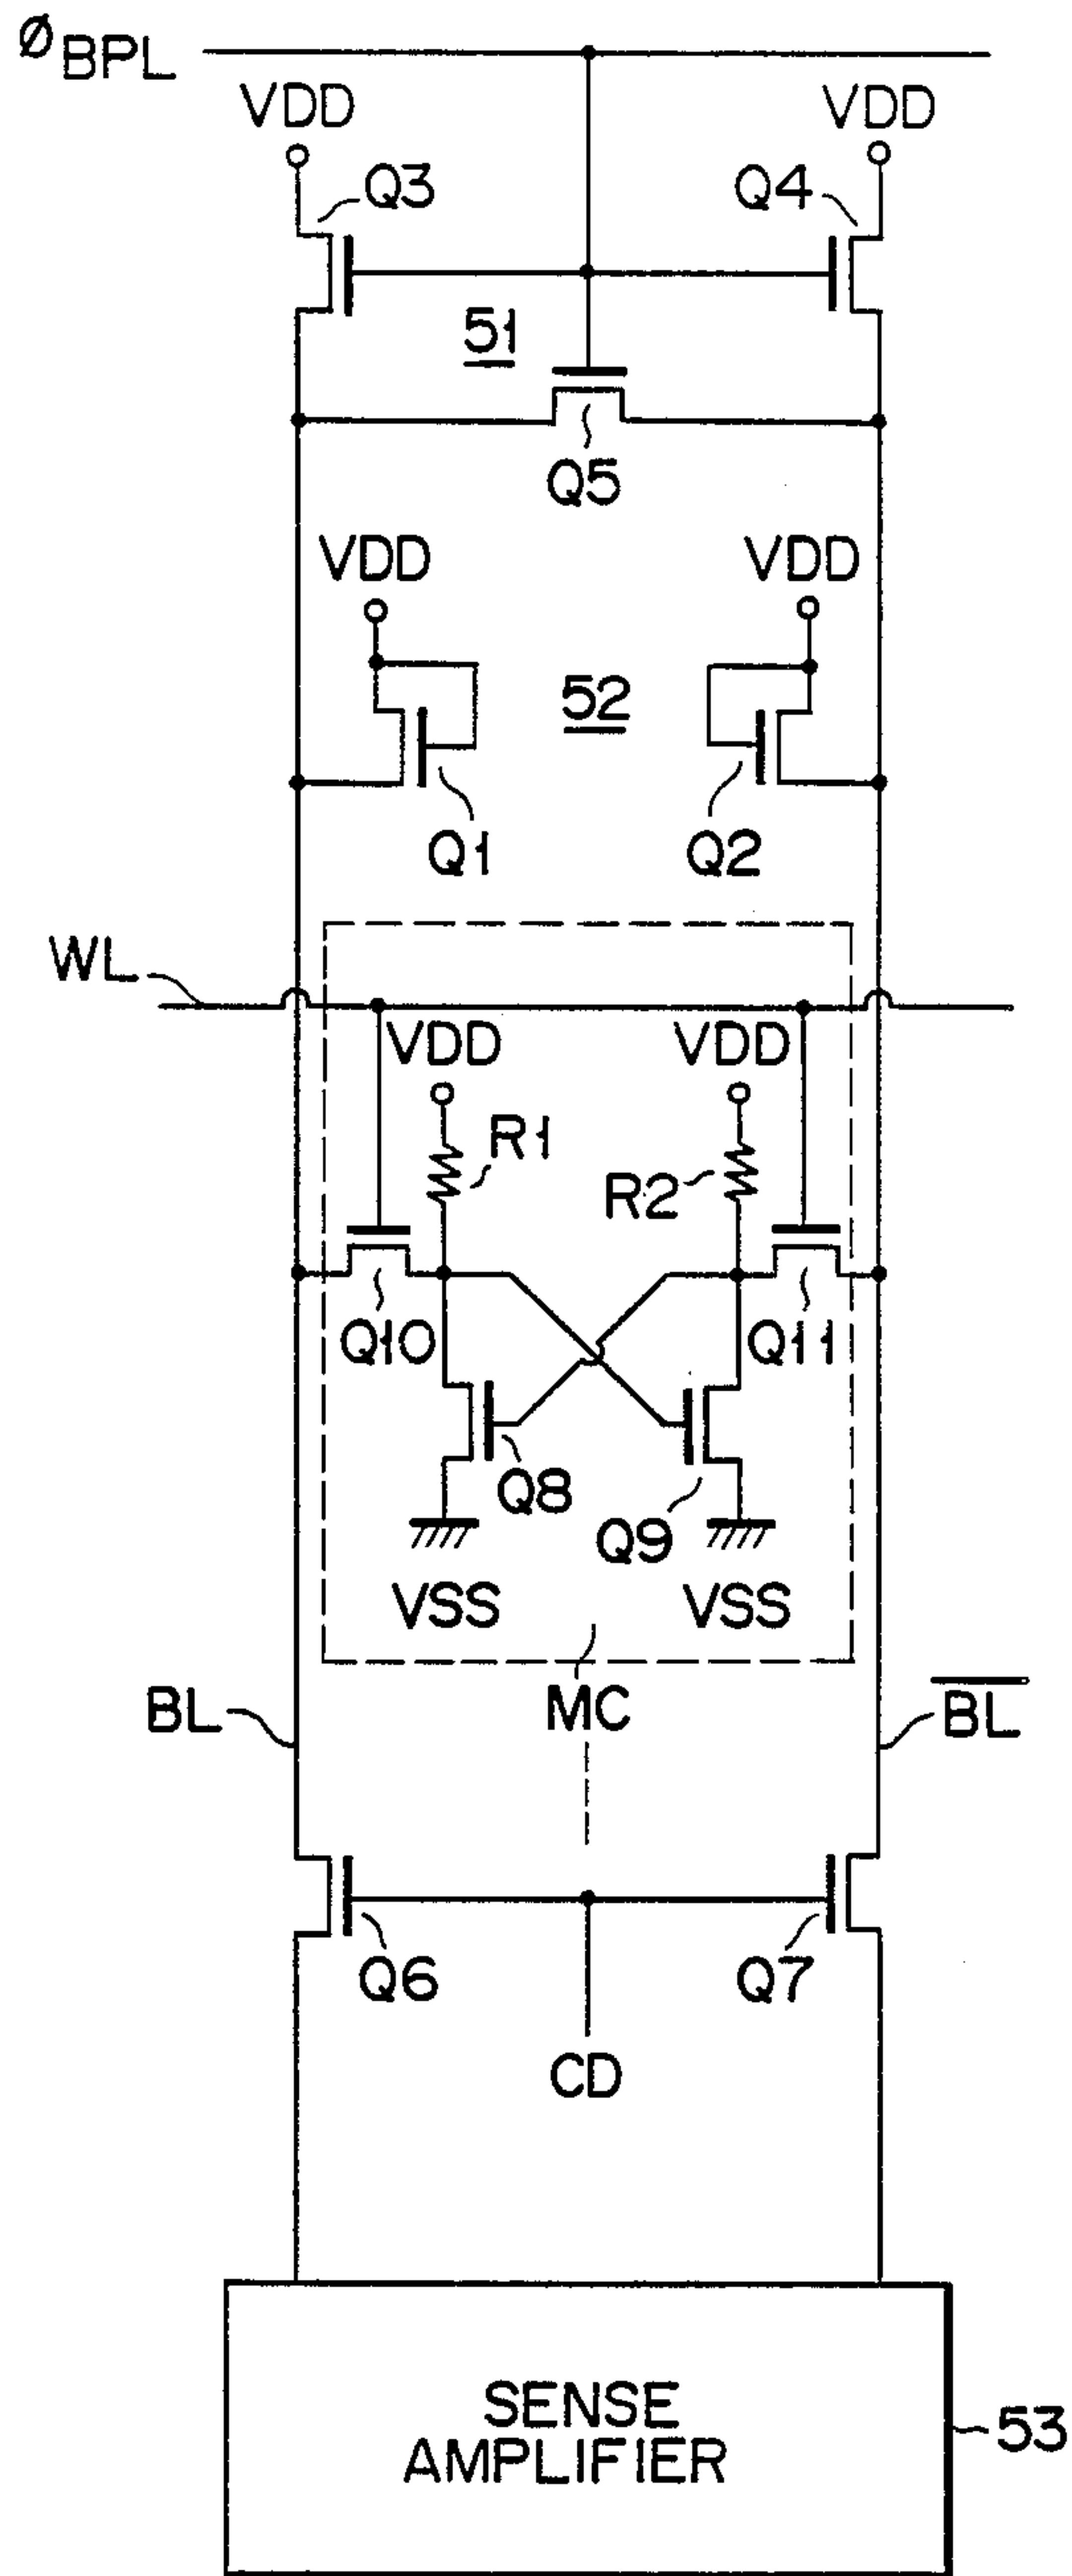 øBPL
VDD VDD
Q3 Q4
51
Q5
VDD VDD
52
Q1 Q2
WL
VDD VDD
R1
R2
Q10 Q11
Q8
Q9
VSS VSS
BL MC B̅L̅
Q6 Q7
CD
SENSE
AMPLIFIER
53